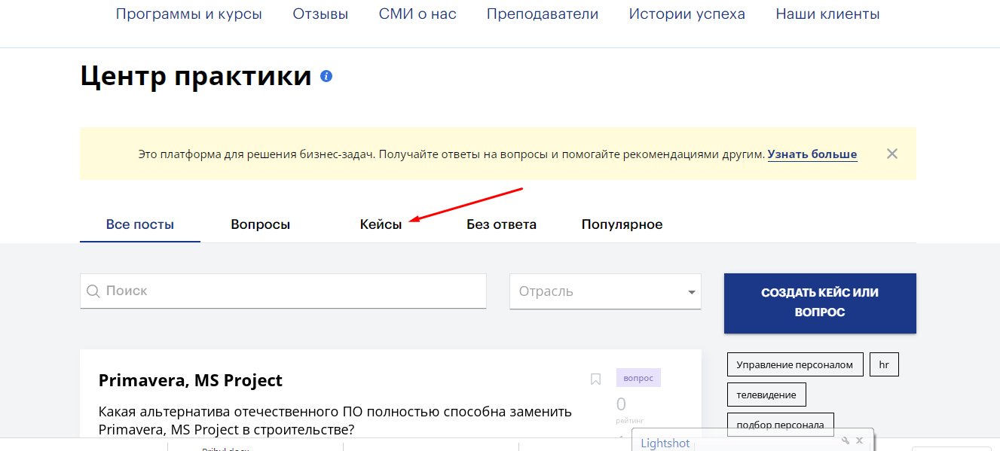 Программы и курсы Отзывы СМИ о нас Преподаватели Истории успеха Наши клиенты
Центр практики
Это платформа для решения бизнес-задач. Получайте ответы на вопросы и помогайте рекомендациями другим. Узнать больше
Все посты Вопросы Кейсы Без ответа Популярное
Поиск
Отрасль
СОЗДАТЬ КЕЙС ИЛИ
ВОПРОС
Primavera, MS Project
вопрос
0
рейтинг
Какая альтернатива отечественного ПО полностью способна заменить
Primavera, MS Project в строительстве?
Управление персоналом hr
телевидение
подбор персонала
Lightshot